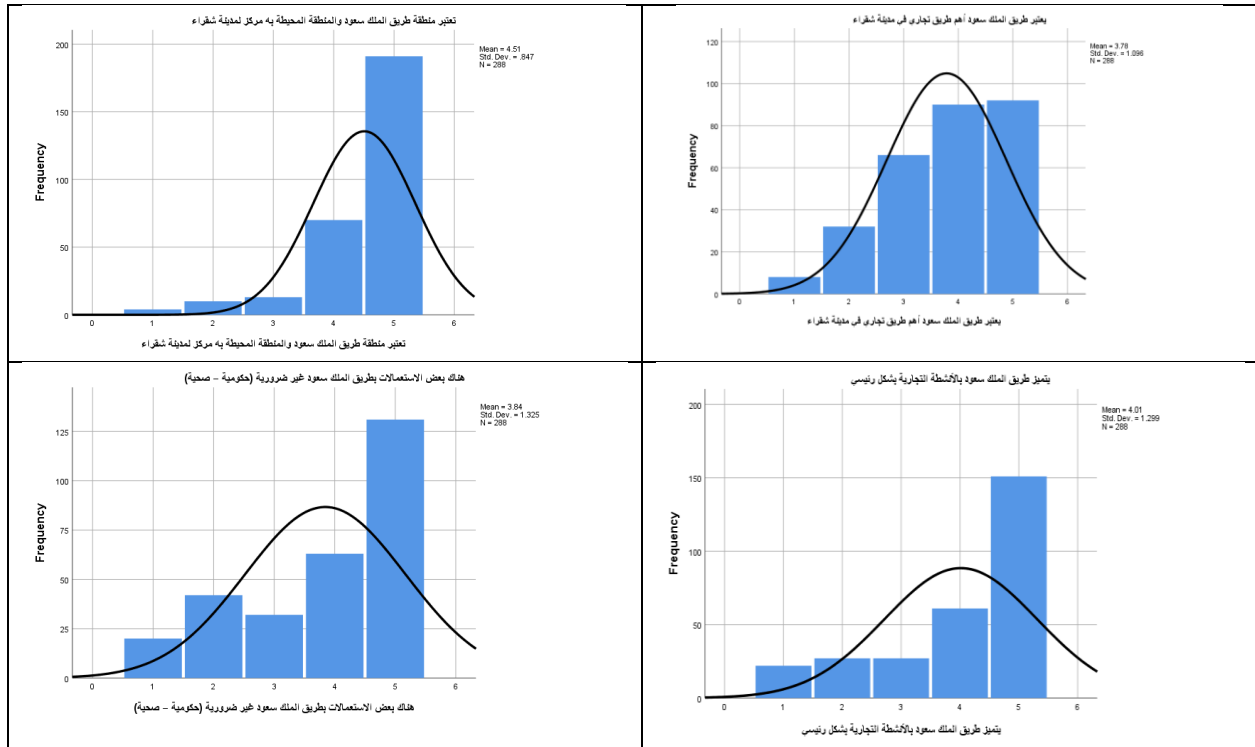 تعتبر منطقة طريق الملك سعود والمنطقة المحيطة به مركز لمدينة شقراء
Mean = 4.51
Std. Dev. = .847
N = 288
200
150
100
50
0
Frequency
0 1 2 3 4 5 6
تعتبر منطقة طريق الملك سعود والمنطقة المحيطة به مركز لمدينة شقراء
يعتبر طريق الملك سعود أهم طريق تجارى فى مدينة شقراء
Mean = 3.78
Std. Dev. = 1.096
N = 288
120
100
80
60
40
20
0
Frequency
0 1 2 3 4 5 6
يعتبر طريق الملك سعود أهم طريق تجارى فى مدينة شقراء
هناك بعض الاستعمالات بطريق الملك سعود غير ضرورية (حكومية – صحية)
Mean = 3.84
Std. Dev. = 1.325
N = 288
125
100
75
50
25
0
Frequency
0 1 2 3 4 5 6
هناك بعض الاستعمالات بطريق الملك سعود غير ضرورية (حكومية – صحية)
يتميز طريق الملك سعود بالأنشطة التجارية بشكل رئيسي
Mean = 4.01
Std. Dev. = 1.299
N = 288
200
150
100
50
0
Frequency
0 1 2 3 4 5 6
يتميز طريق الملك سعود بالأنشطة التجارية بشكل رئيسي